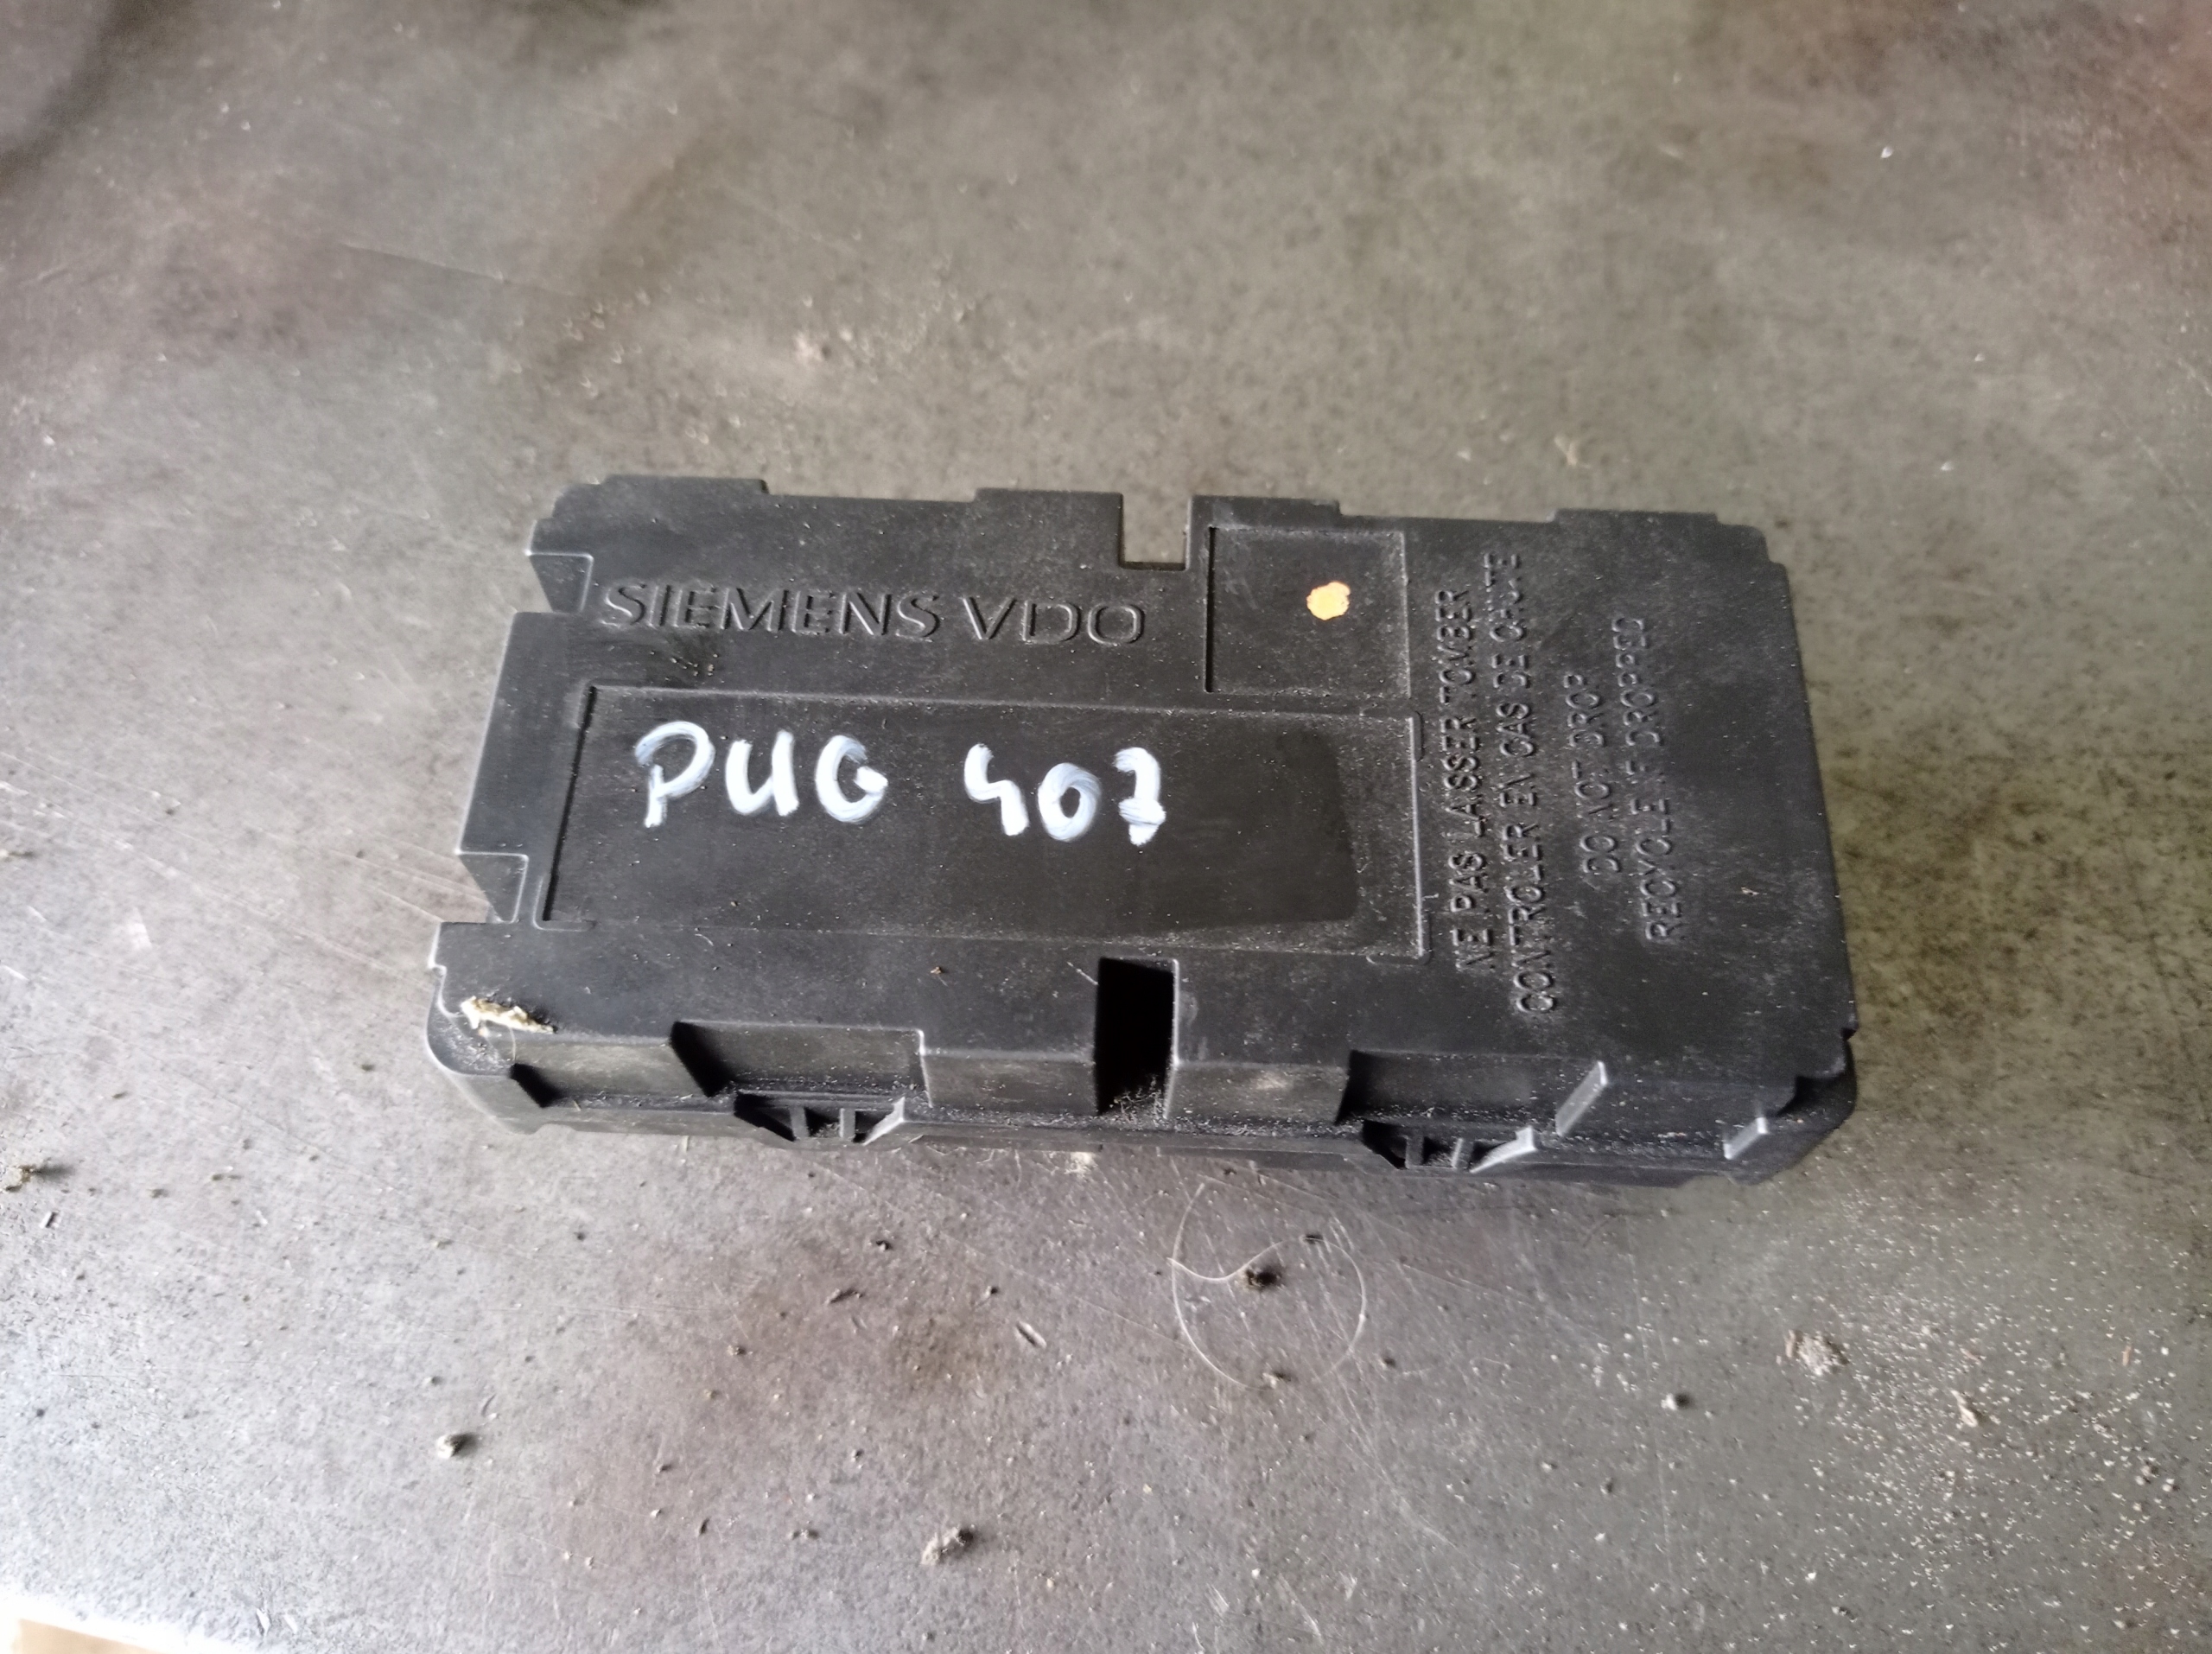 SIEMENS VDO
PUG 407
NE PAS LAISSER TOMBER
CONTROLER EN CAS DE CHUTE
DO NOT DROP
RECYCLE IF DROPPED